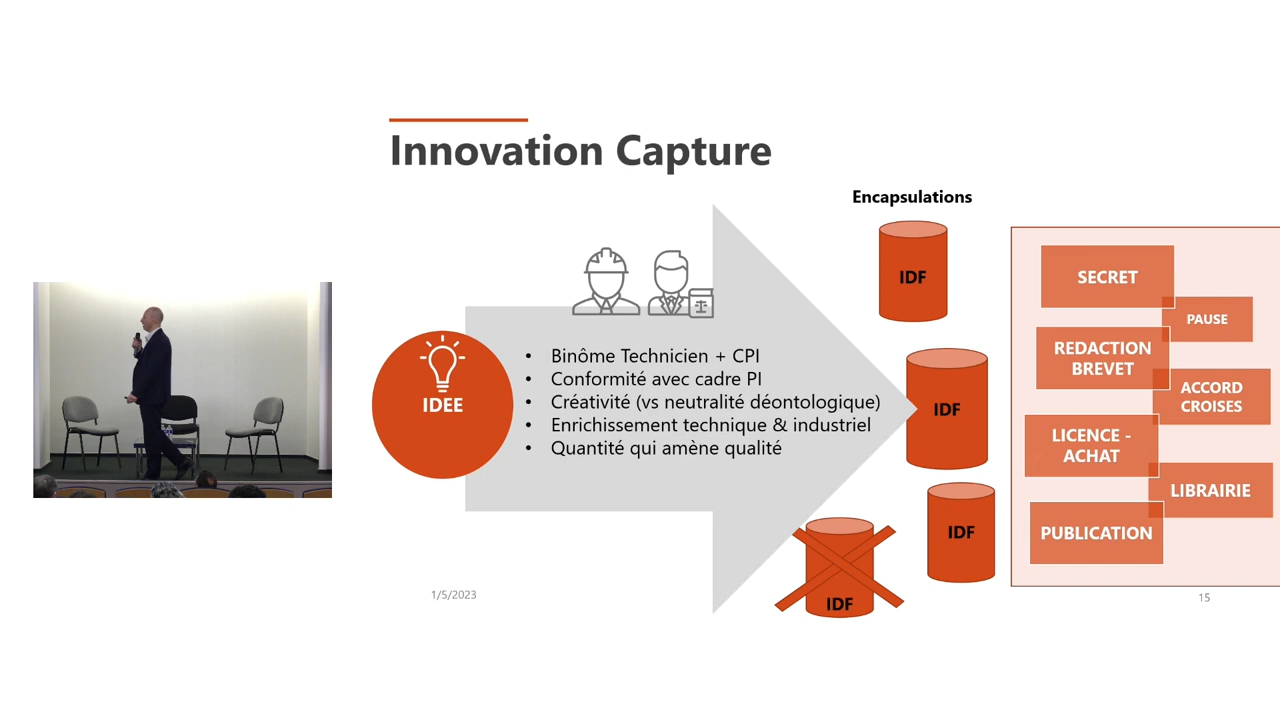 Innovation Capture
Encapsulations
IDEE
• Binôme Technicien + CPI
• Conformité avec cadre PI
• Créativité (vs neutralité déontologique)
• Enrichissement technique & industriel
• Quantité qui amène qualité
IDF
IDF
IDF
IDF
SECRET
PAUSE
REDACTION
BREVET
ACCORD
CROISES
LICENCE -
ACHAT
LIBRAIRIE
PUBLICATION
1/5/2023
15